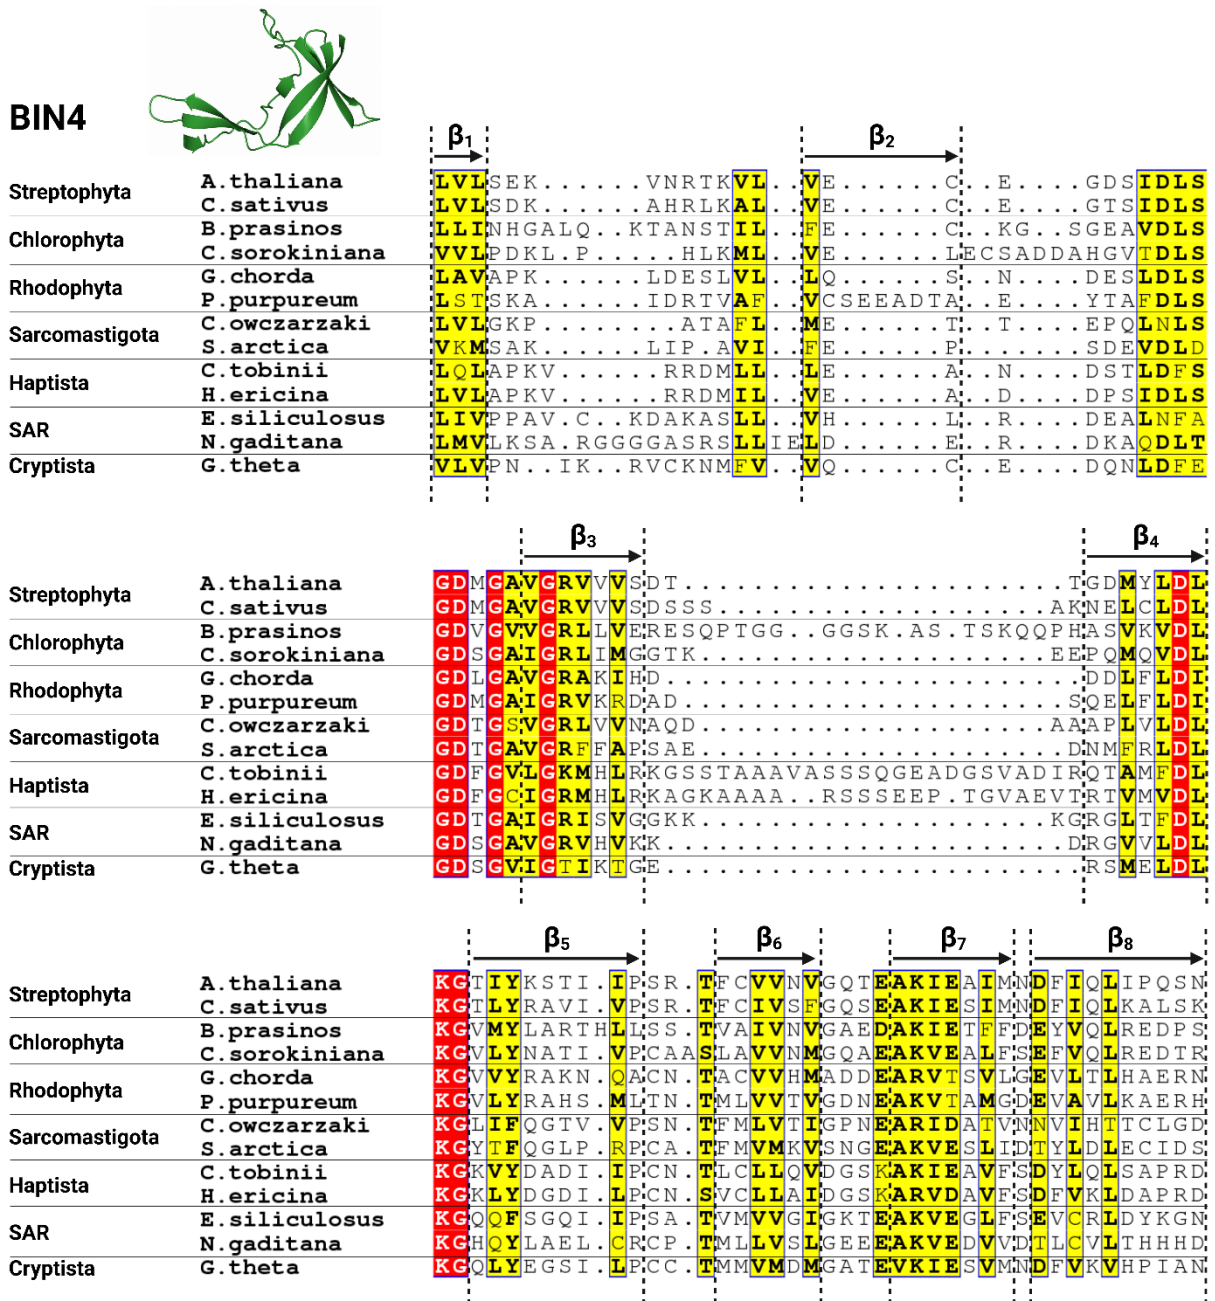 BIN4
β1 β2
Streptophyta
A.thaliana LVLSEK......VNRTKVL..VE......C..E....GDSIDLS
C.sativus LVLSDK......AHRLKAL..VE......C..E....GTSIDLS
Chlorophyta
B.prasinos LLINHGALQ..KTANSTIL..FE......C..KG..SGEAVDLS
C.sorokiniana VVLPDKL.P.....HLKML..VE......LECSADDAHGVTDLS
Rhodophyta
G.chorda LAVAPK......LDESLVL..LQ......S..N....DESLDLS
P.purpureum LSTSKA......IDRTVAF..VCSEEADTA..E....YTAFDLS
Sarcomastigota
C.owczarzaki LVLGKP........ATAFL..ME......T..T....EPQLNLS
S.arctica VKMSAK......LIP.AVI..FE......P.......SDEVDLD
Haptista
C.tobinii LQLAPKV......RRDMLL..LE......A..N....DSTLDFS
H.ericina LVLAPKV......RRDMIL..VE......A..D....DPSIDLS
SAR
E.siliculosus LIVPPAV.C..KDAKASLL..VH......L..R....DEALNFA
N.gaditana LMVLKSA.RGGGGASRSLLIELD......E..R....DKAQDLT
Cryptista G.theta VLVPN..IK..RVCKNMFV..VQ......C..E....DQNLDFE
β3 β4
Streptophyta
A.thaliana GDMGAVGRVVVSDT......................TGDMYLDL
C.sativus GDMGAVGRVVVSDSSS...................AKNELCLDL
Chlorophyta
B.prasinos GDVGVVGRLLVERESQPTGG..GGSK.AS.TSKQQPHASVKVDL
C.sorokiniana GDSGAIGRLIMGGTK....................EEPQMQVDL
Rhodophyta
G.chorda GDLGAVGRAKIHD........................DDLFLDI
P.purpureum GDMGAIGRVKRDAD......................SQELFLDI
Sarcomastigota
C.owczarzaki GDTGSVGRLVVNAQD....................AAAPLVLDL
S.arctica GDTGAVGRFFAPSAE.....................DNMFRLDL
Haptista
C.tobinii GDFGVLGKMHLRKGSSTAAAVASSSQGEADGSVADIRQTAMFDL
H.ericina GDFGCIGRMHLRKAGKAAAA..RSSSEEP.TGVAEVTRTVMVDL
SAR
E.siliculosus GDTGAIGRISVGGKK....................KGRGLTFDL
N.gaditana GDSGAVGRVHVKK.......................DRGVVLDL
Cryptista G.theta GDSGVIGTIKTGE........................RSMELDL
β5 β6 β7 β8
Streptophyta
A.thaliana KGTIYKSTI.IPSR.TFCVVNVGQTEAKIEAIMNDFIQLIPQSN
C.sativus KGTLYRAVI.VPSN.TFCIVSFGQSEAKIESIMNDFIQLKALSK
Chlorophyta
B.prasinos KGVMYLARTHLLSS.TVAIVNVGAEDAKIETFFDEYVQLREDPS
C.sorokiniana KGVLYNATI.VPCAASLAVVNMGQAEAKVEALFSEFVQLREDTR
Rhodophyta
G.chorda KGVVYRAKN.QACN.TACVVHMADDEARVTSVLGEVLTLHAERN
P.purpureum KGVLYRAHS.MLTN.TMLVVTVGDNEAKVTAMGDEVAVLKAERH
Sarcomastigota
C.owczarzaki KGLIFQGTV.VPSN.TFMLVTIGPNEARIDATVNNVIHTTCLGD
S.arctica KGYTFQGLP.RPCA.TFMVMKVSNGEAKVESLIDTYLDLECIDS
Haptista
C.tobinii KGKVYDADI.IPCN.TLCLLQVDGSKAKIEAVFSDYLQLSAPRD
H.ericina KGKLYDGDI.LPCN.SVCLLAIDGSKARVDAVFSDFVKLDAPRD
SAR
E.siliculosus KGQQFSGQI.IPSA.TVMVVGIGKTEAKVEGLFSEVCRLDYKGN
N.gaditana KGHQYLAEL.CRCP.TMLLVSLGEEEAKVEDVVDTLCVLTHHHD
Cryptista G.theta KGQLYEGSI.LPCC.TMMVMDMGATEVKIESVMNDFVKVHPIAN